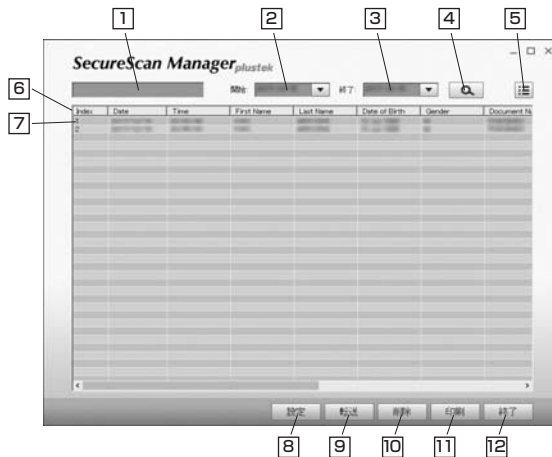 1 2 3 4 5
SecureScan Manager plustek
開始: 終了:
6
Index Date Time First Name Last Name Date of Birth Gender Document Nu
7
1
2
設定 転送 削除 印刷 終了
8 9 10 11 12